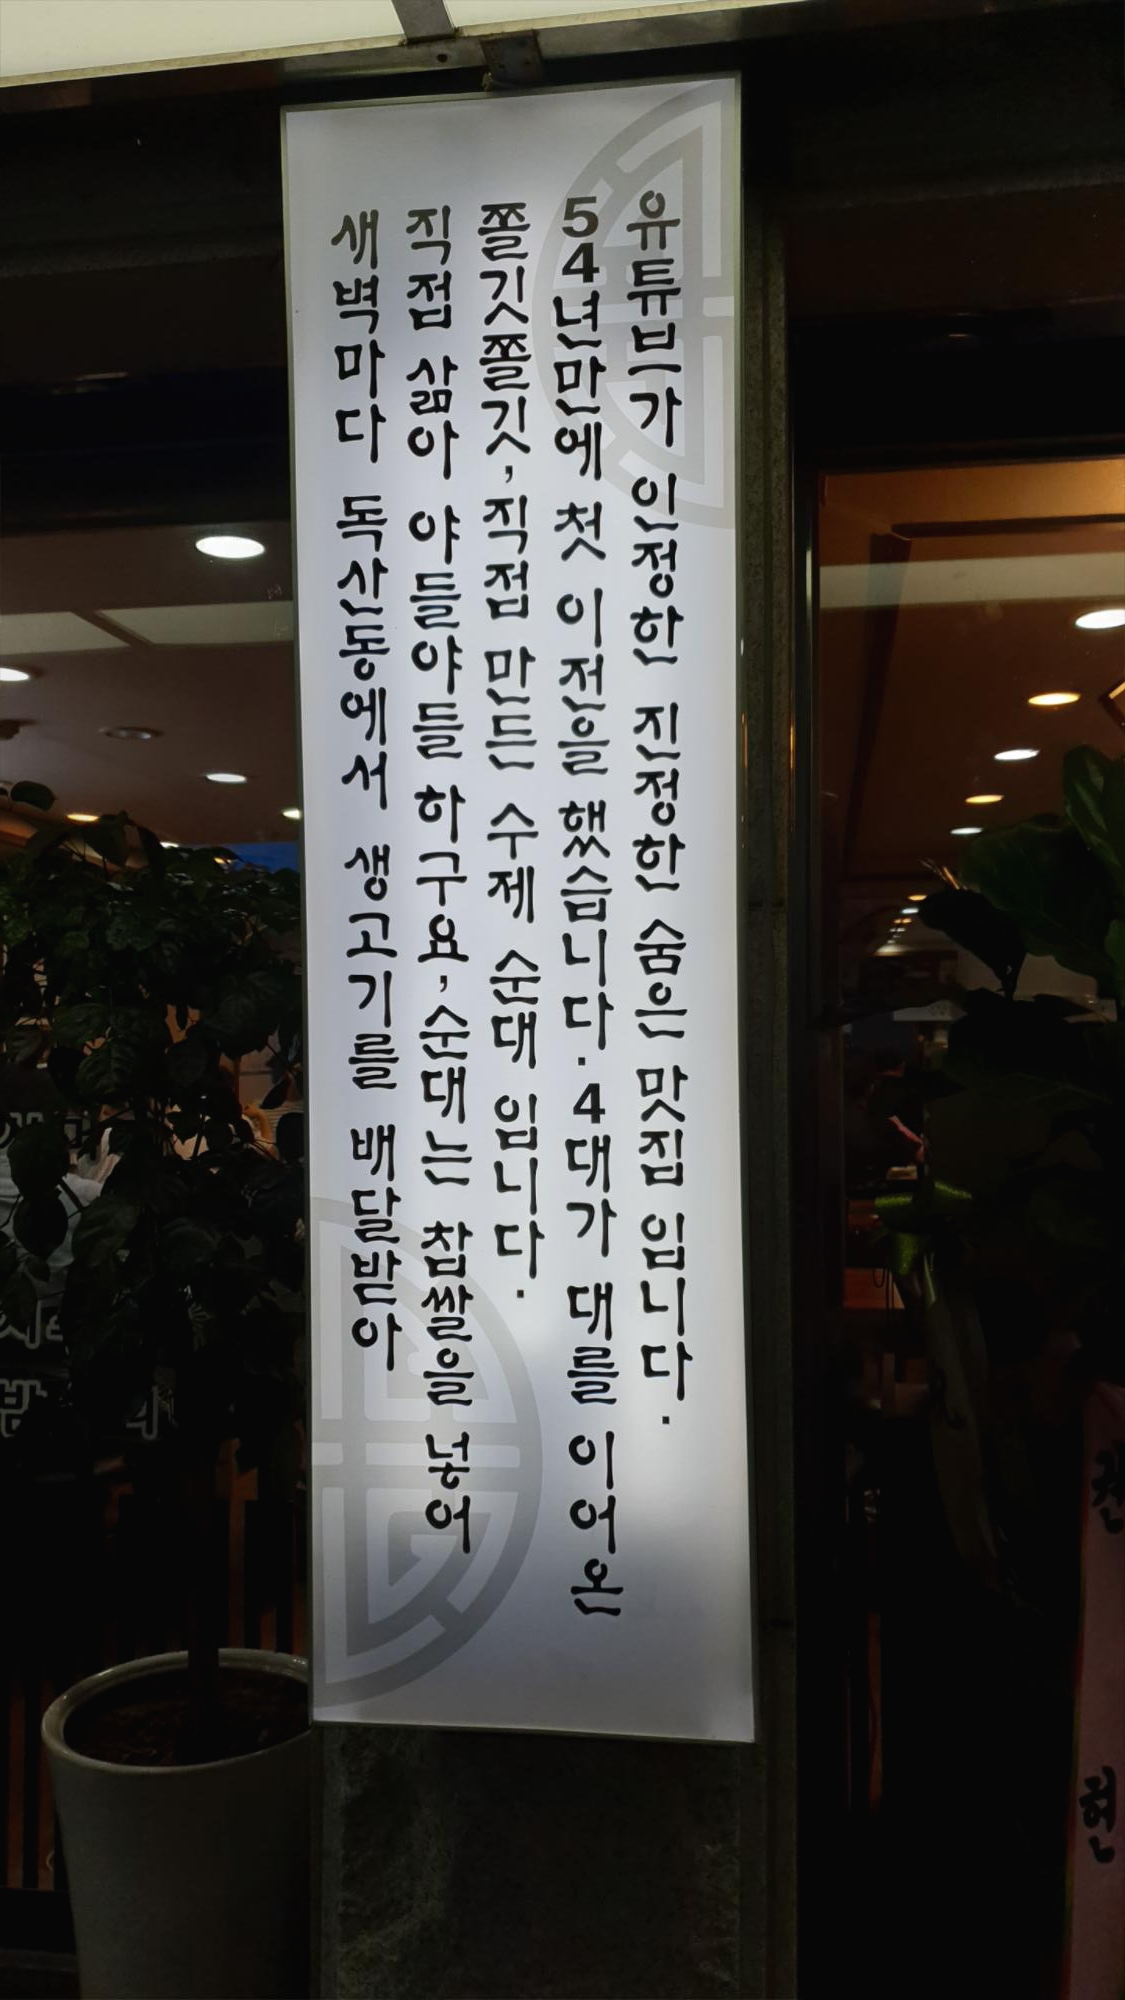 새벽마다 독산동에서 생고기를 배달받아
직접 삶아 야들야들 하구요, 순대는 찹쌀을 넣어
쫄깃쫄깃, 직접 만든 수제 순대 입니다.
54년만에 첫 이전을 했습니다. 4대가 대를 이어온
유튜브가 인정한 진정한 숨은 맛집 입니다.